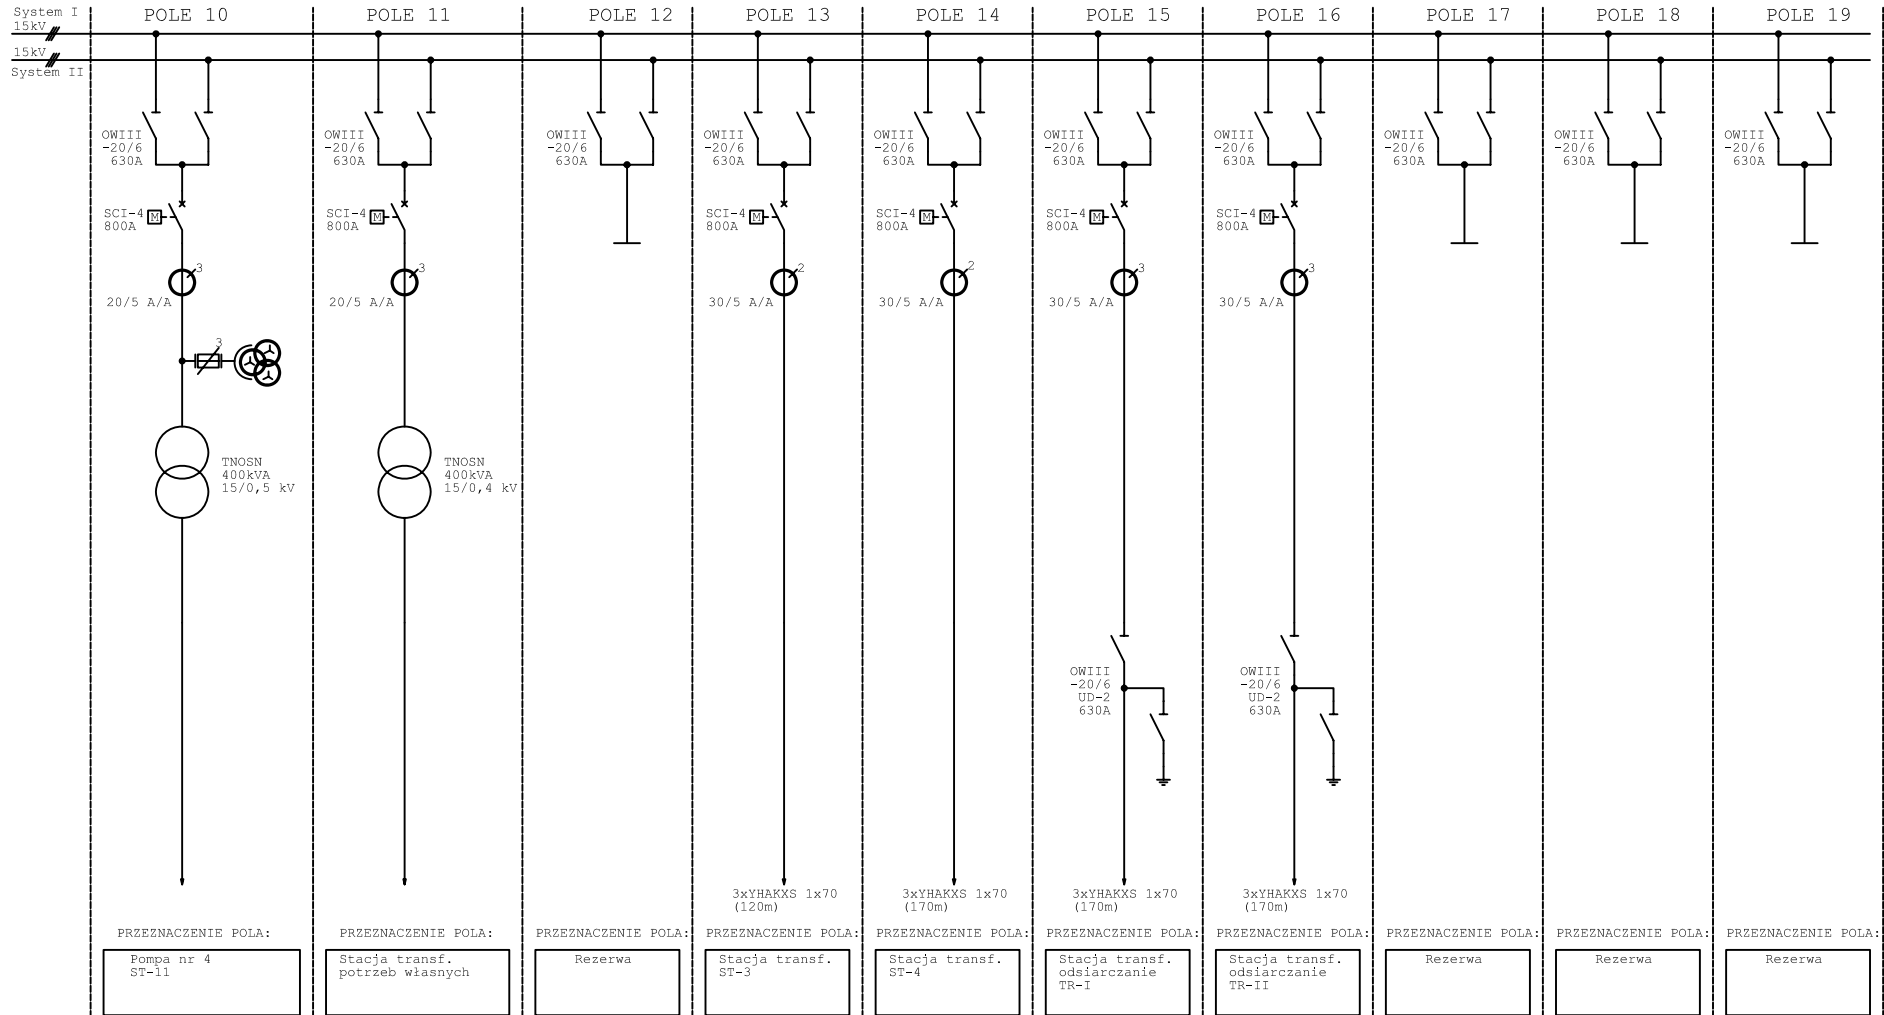 System I
15kV
15kV
System II
POLE 10
OWIII
-20/6
630A
SCI-4
M
800A
3
20/5 A/A
3
TNOSN
400kVA
15/0,5 kV
PRZEZNACZENIE POLA:
Pompa nr 4
ST-11
POLE 11
OWIII
-20/6
630A
SCI-4
M
800A
3
20/5 A/A
TNOSN
400kVA
15/0,4 kV
PRZEZNACZENIE POLA:
Stacja transf.
potrzeb własnych
POLE 12
OWIII
-20/6
630A
PRZEZNACZENIE POLA:
Rezerwa
POLE 13
OWIII
-20/6
630A
SCI-4
M
800A
2
30/5 A/A
3xYHAKXS 1x70
(120m)
PRZEZNACZENIE POLA:
Stacja transf.
ST-3
POLE 14
OWIII
-20/6
630A
SCI-4
M
800A
2
30/5 A/A
3xYHAKXS 1x70
(170m)
PRZEZNACZENIE POLA:
Stacja transf.
ST-4
POLE 15
OWIII
-20/6
630A
SCI-4
M
800A
3
30/5 A/A
OWIII
-20/6
UD-2
630A
3xYHAKXS 1x70
(170m)
PRZEZNACZENIE POLA:
Stacja transf.
odsiarczanie
TR-I
POLE 16
OWIII
-20/6
630A
SCI-4
M
800A
3
30/5 A/A
OWIII
-20/6
UD-2
630A
3xYHAKXS 1x70
(170m)
PRZEZNACZENIE POLA:
Stacja transf.
odsiarczanie
TR-II
POLE 17
OWIII
-20/6
630A
PRZEZNACZENIE POLA:
Rezerwa
POLE 18
OWIII
-20/6
630A
PRZEZNACZENIE POLA:
Rezerwa
POLE 19
OWIII
-20/6
630A
PRZEZNACZENIE POLA:
Rezerwa